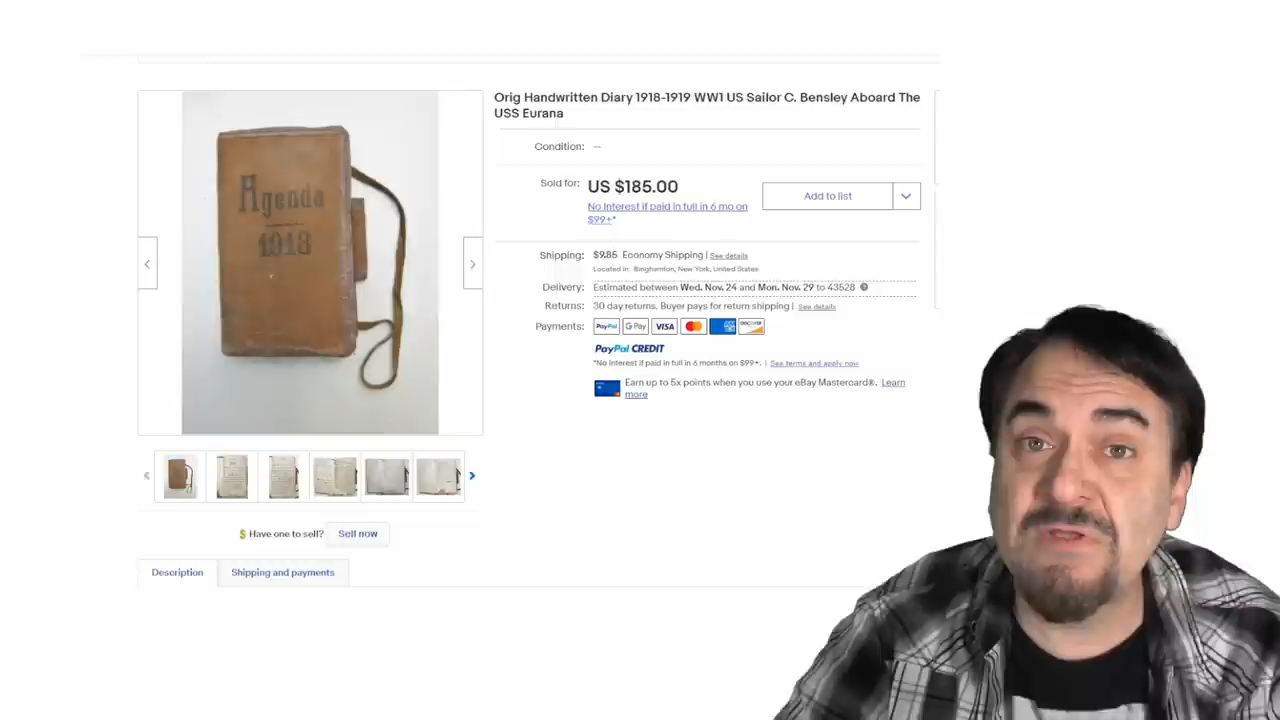 Agenda
1918
Orig Handwritten Diary 1918-1919 WW1 US Sailor C. Bensley Aboard The
USS Eurana
Condition: --
Sold for: US $185.00
No Interest if paid in full in 6 mo on
$99+*
Add to list
Shipping: $9.85 Economy Shipping | See details
Located in: Binghamton, New York, United States
Delivery: Estimated between Wed. Nov. 24 and Mon. Nov. 29 to 43528
Returns: 30 day returns. Buyer pays for return shipping | See details
Payments: PayPal G Pay VISA DISCOVER
PayPal CREDIT
*No Interest if paid in full in 6 months on $99+. | See terms and apply now
Earn up to 5x points when you use your eBay Mastercard®. Learn
more
$ Have one to sell? Sell now
Description Shipping and payments